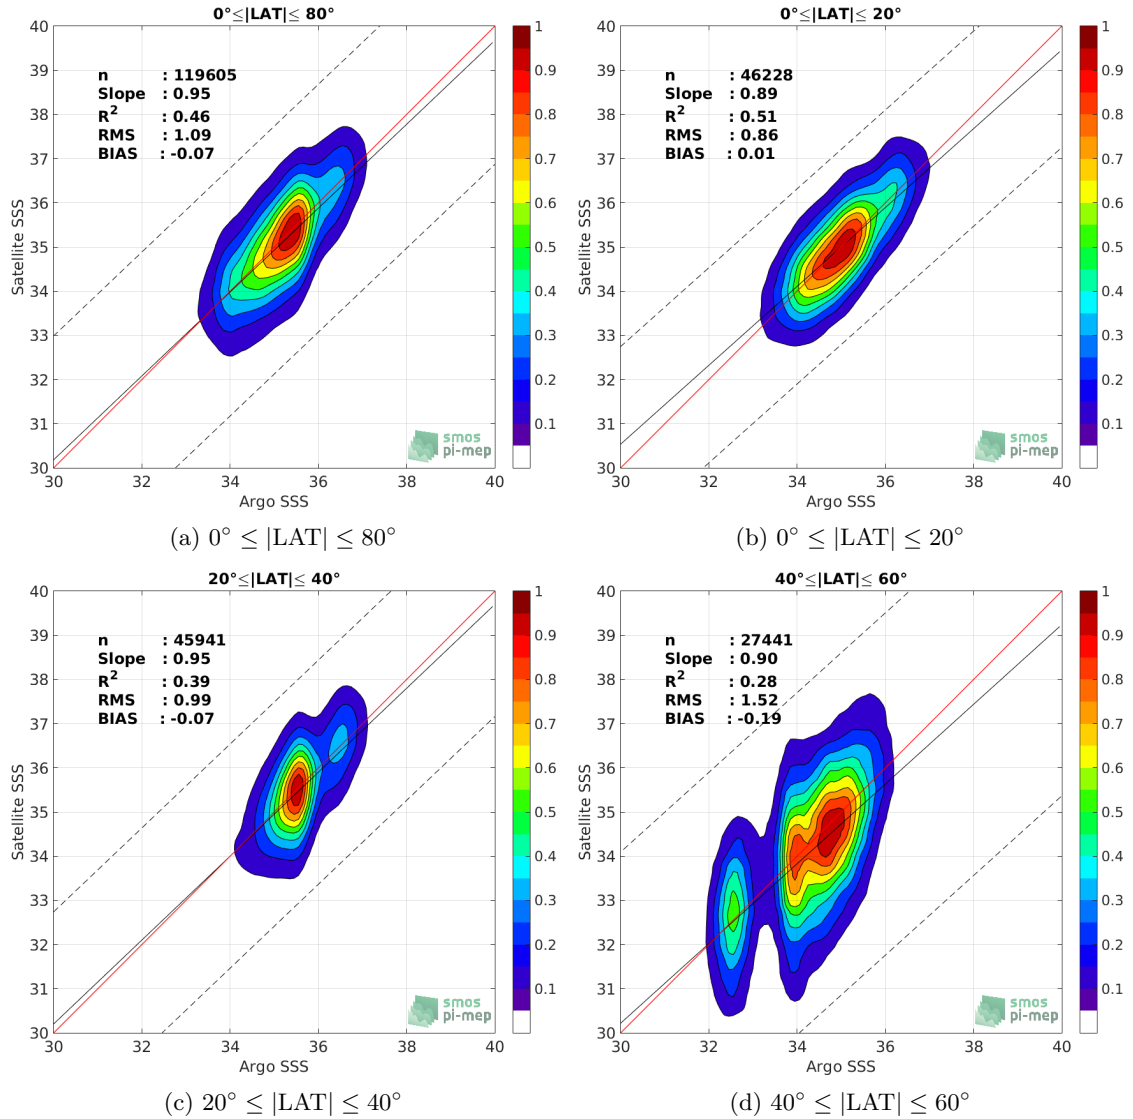 0°≤|LAT|≤ 80°
n : 119605
Slope : 0.95
R² : 0.46
RMS : 1.09
BIAS : -0.07
Satellite SSS
40
39
38
37
36
35
34
33
32
31
30
30 32 34 36 38 40
Argo SSS
1
0.9
0.8
0.7
0.6
0.5
0.4
0.3
0.2
0.1
smos
pi-mep
(a) 0° ≤ |LAT| ≤ 80°
0°≤|LAT|≤ 20°
n : 46228
Slope : 0.89
R² : 0.51
RMS : 0.86
BIAS : 0.01
Satellite SSS
40
39
38
37
36
35
34
33
32
31
30
30 32 34 36 38 40
Argo SSS
1
0.9
0.8
0.7
0.6
0.5
0.4
0.3
0.2
0.1
smos
pi-mep
(b) 0° ≤ |LAT| ≤ 20°
20°≤|LAT|≤ 40°
n : 45941
Slope : 0.95
R² : 0.39
RMS : 0.99
BIAS : -0.07
Satellite SSS
40
39
38
37
36
35
34
33
32
31
30
30 32 34 36 38 40
Argo SSS
1
0.9
0.8
0.7
0.6
0.5
0.4
0.3
0.2
0.1
smos
pi-mep
(c) 20° ≤ |LAT| ≤ 40°
40°≤|LAT|≤ 60°
n : 27441
Slope : 0.90
R² : 0.28
RMS : 1.52
BIAS : -0.19
Satellite SSS
40
39
38
37
36
35
34
33
32
31
30
30 32 34 36 38 40
Argo SSS
1
0.9
0.8
0.7
0.6
0.5
0.4
0.3
0.2
0.1
smos
pi-mep
(d) 40° ≤ |LAT| ≤ 60°